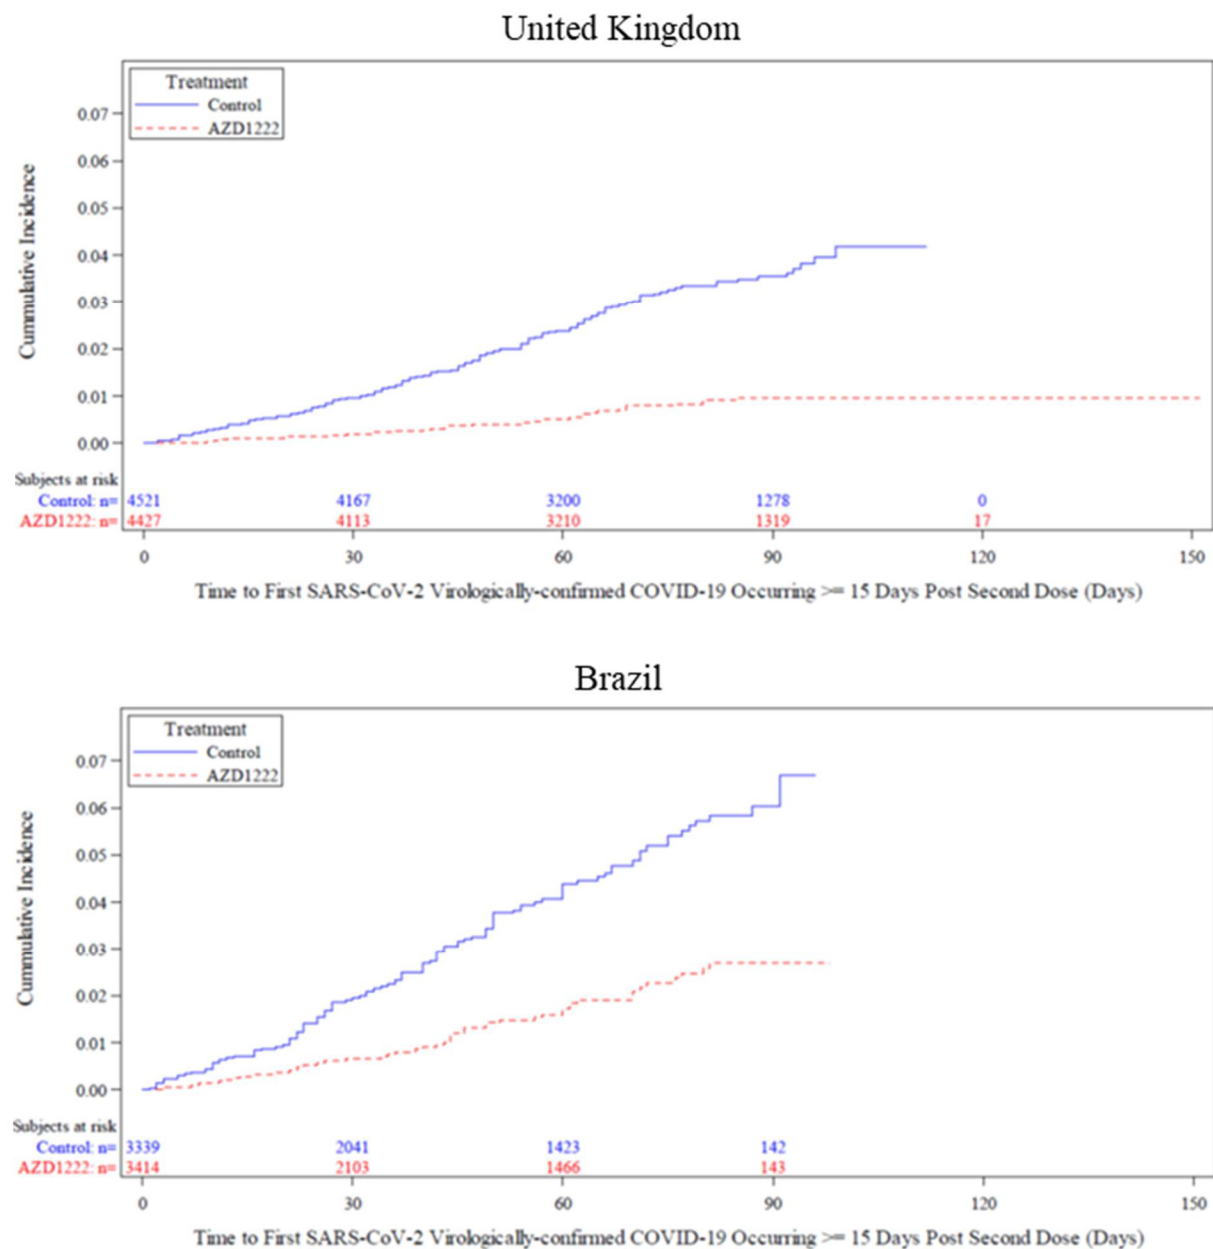 United Kingdom
Treatment
Control
AZD1222
0.07
0.06
0.05
0.04
0.03
0.02
0.01
0.00
Cummulative Incidence
Subjects at risk
Control: n= 4521 4167 3200 1278 0
AZD1222: n= 4427 4113 3210 1319 17
0 30 60 90 120 150
Time to First SARS-CoV-2 Virologically-confirmed COVID-19 Occurring >= 15 Days Post Second Dose (Days)
Brazil
Treatment
Control
AZD1222
0.07
0.06
0.05
0.04
0.03
0.02
0.01
0.00
Cummulative Incidence
Subjects at risk
Control: n= 3339 2041 1423 142
AZD1222: n= 3414 2103 1466 143
0 30 60 90 120 150
Time to First SARS-CoV-2 Virologically-confirmed COVID-19 Occurring >= 15 Days Post Second Dose (Days)